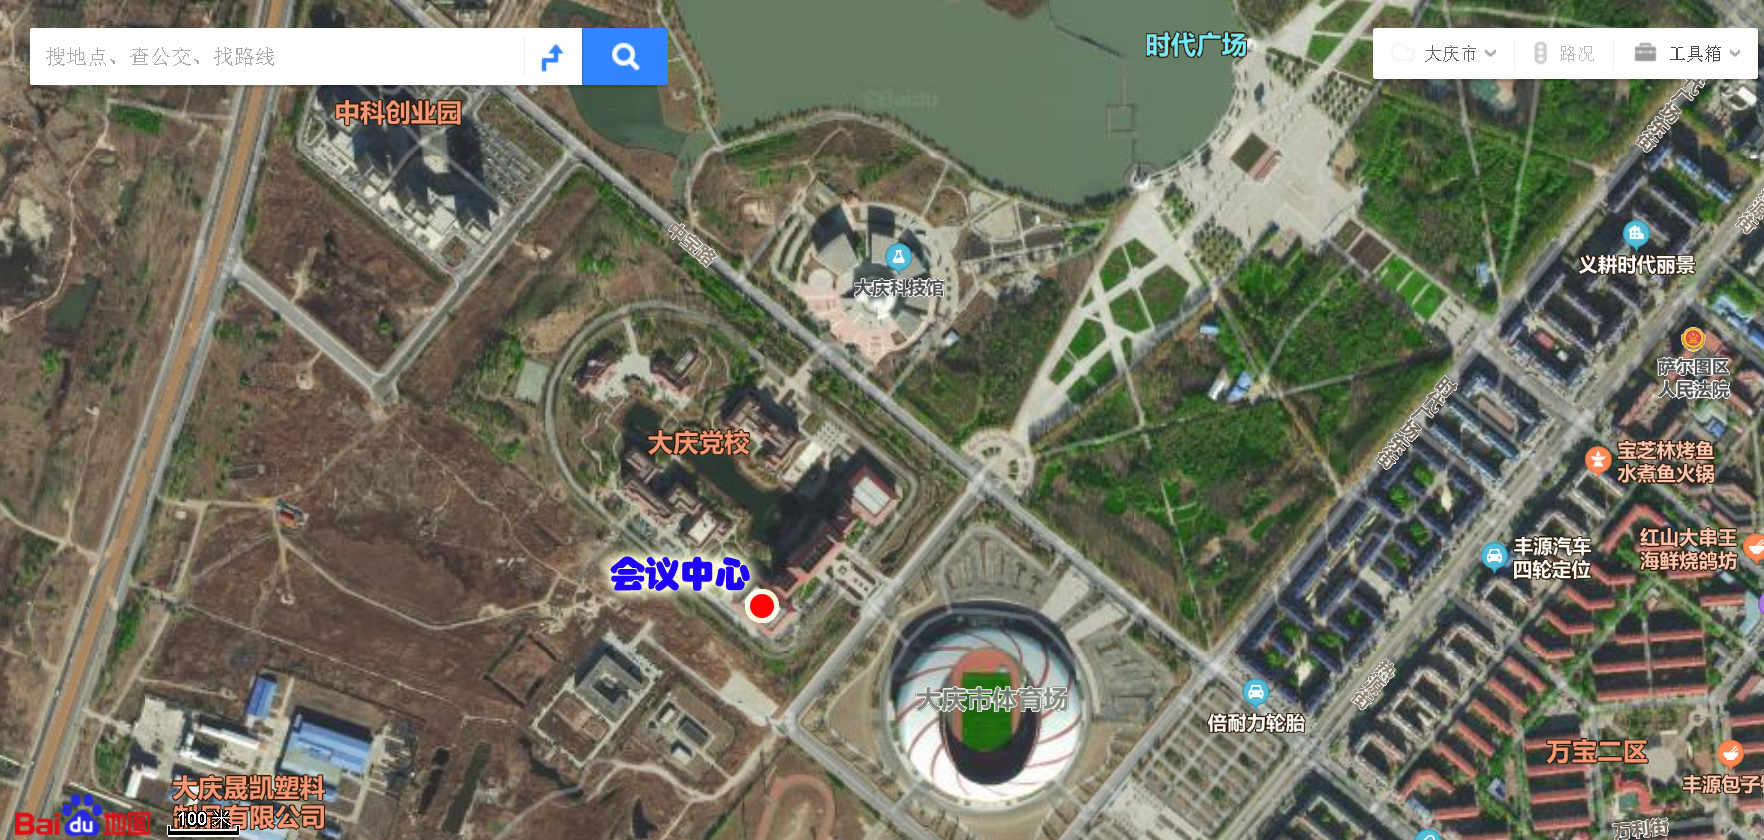 搜地点、查公交、找路线
时代广场
大庆市
路况
工具箱
中科创业园
Baidu
中宝路
大庆科技馆
义耕时代丽景
萨尔图区
人民法院
大庆党校
宝芝林烤鱼
水煮鱼火锅
红山大串王
海鲜烧鸽坊
丰源汽车
四轮定位
会议中心
大庆市体育场
倍耐力轮胎
万宝二区
丰源包子
大庆晟凯塑料
制品有限公司
Bai du 地图
100 米
万利街